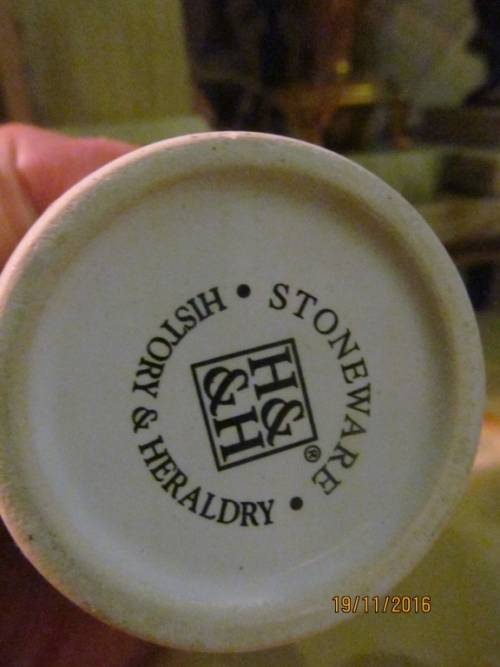 STONEWARE •
HISTORY & HERALDRY •
H&
&H
®
19/11/2016